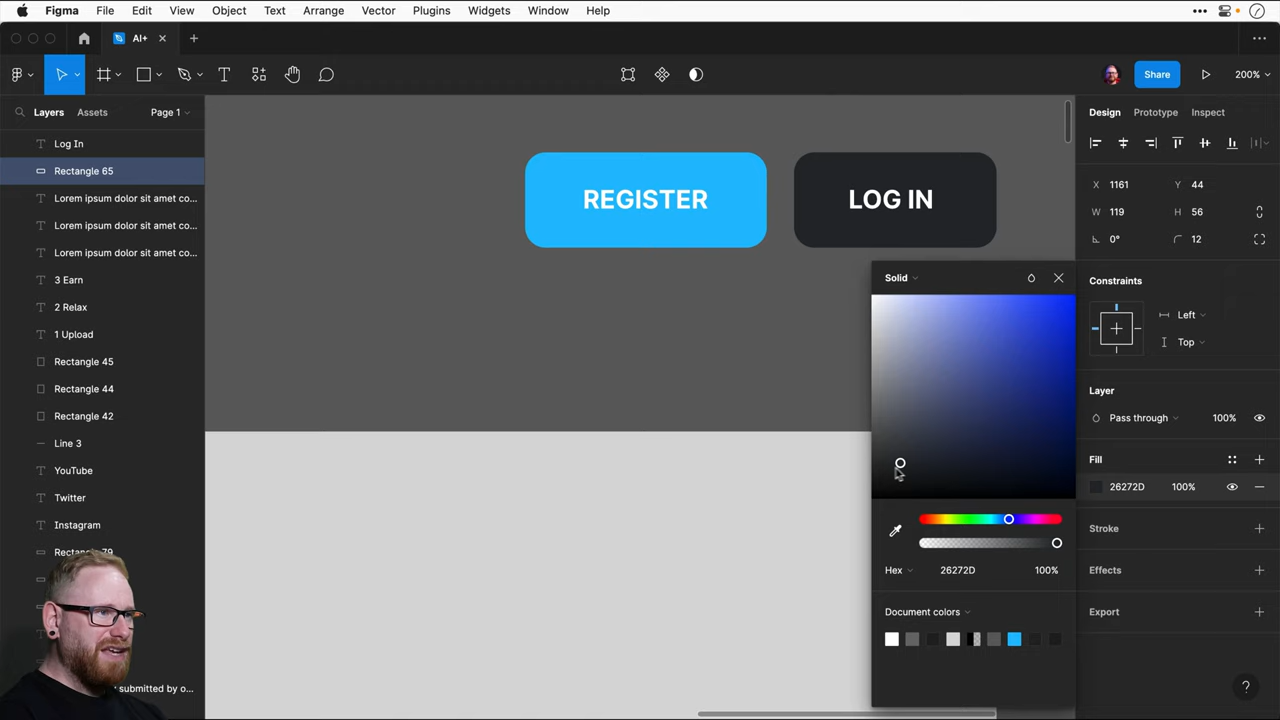 Figma File Edit View Object Text Arrange Vector Plugins Widgets Window Help
AI+
Share
200%
Layers Assets Page 1
Design Prototype Inspect
Log In
Rectangle 65
Lorem ipsum dolor sit amet co...
Lorem ipsum dolor sit amet co...
Lorem ipsum dolor sit amet co...
3 Earn
2 Relax
1 Upload
Rectangle 45
Rectangle 44
Rectangle 42
Line 3
YouTube
Twitter
Instagram
Rectangle 79
submitted by o...
REGISTER
LOG IN
Solid
Hex 26272D 100%
Document colors
X 1161 Y 44
W 119 H 56
0° 12
Constraints
Left
Top
Layer
Pass through 100%
Fill
26272D 100%
Stroke
Effects
Export
?